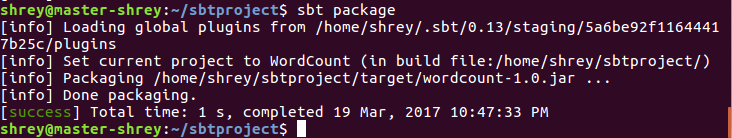 shrey@master-shrey:~/sbtproject$ sbt package
[info] Loading global plugins from /home/shrey/.sbt/0.13/staging/5a6be92f1164441
7b25c/plugins
[info] Set current project to WordCount (in build file:/home/shrey/sbtproject/)
[info] Packaging /home/shrey/sbtproject/target/wordcount-1.0.jar ...
[info] Done packaging.
[success] Total time: 1 s, completed 19 Mar, 2017 10:47:33 PM
shrey@master-shrey:~/sbtproject$